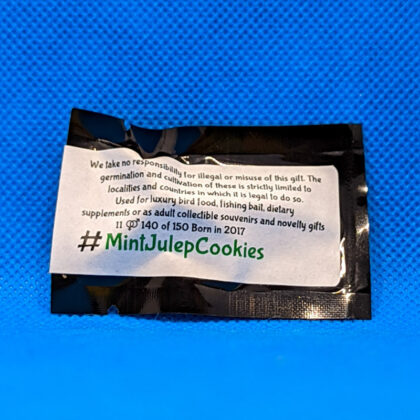 We take no responsibility for illegal or misuse of this gift. The
germination and cultivation of these is strictly limited to
localities and countries in which it is legal to do so.
Used for luxury bird food, fishing bait, dietary
supplements or as adult collectible souvenirs and novelty gifts
11 ⚤ 140 of 150 Born in 2017
#MintJulepCookies